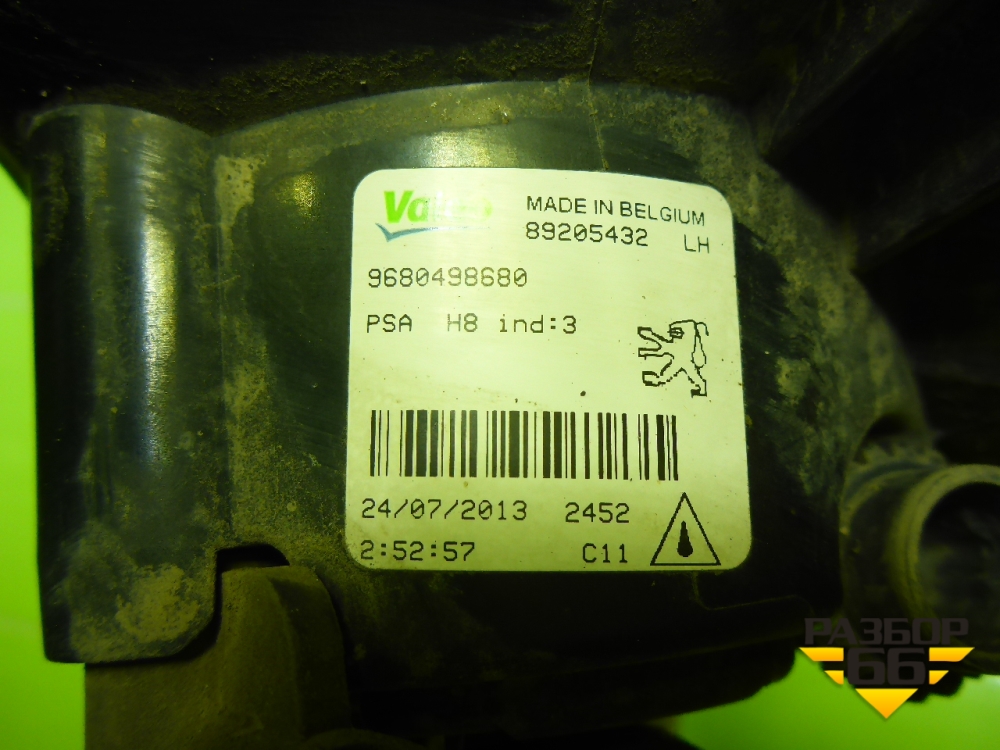 Valeo
MADE IN BELGIUM
89205432 LH
9680498680
PSA H8 ind:3
24/07/2013 2452
2:52:57 C11
РАЗБОР
66